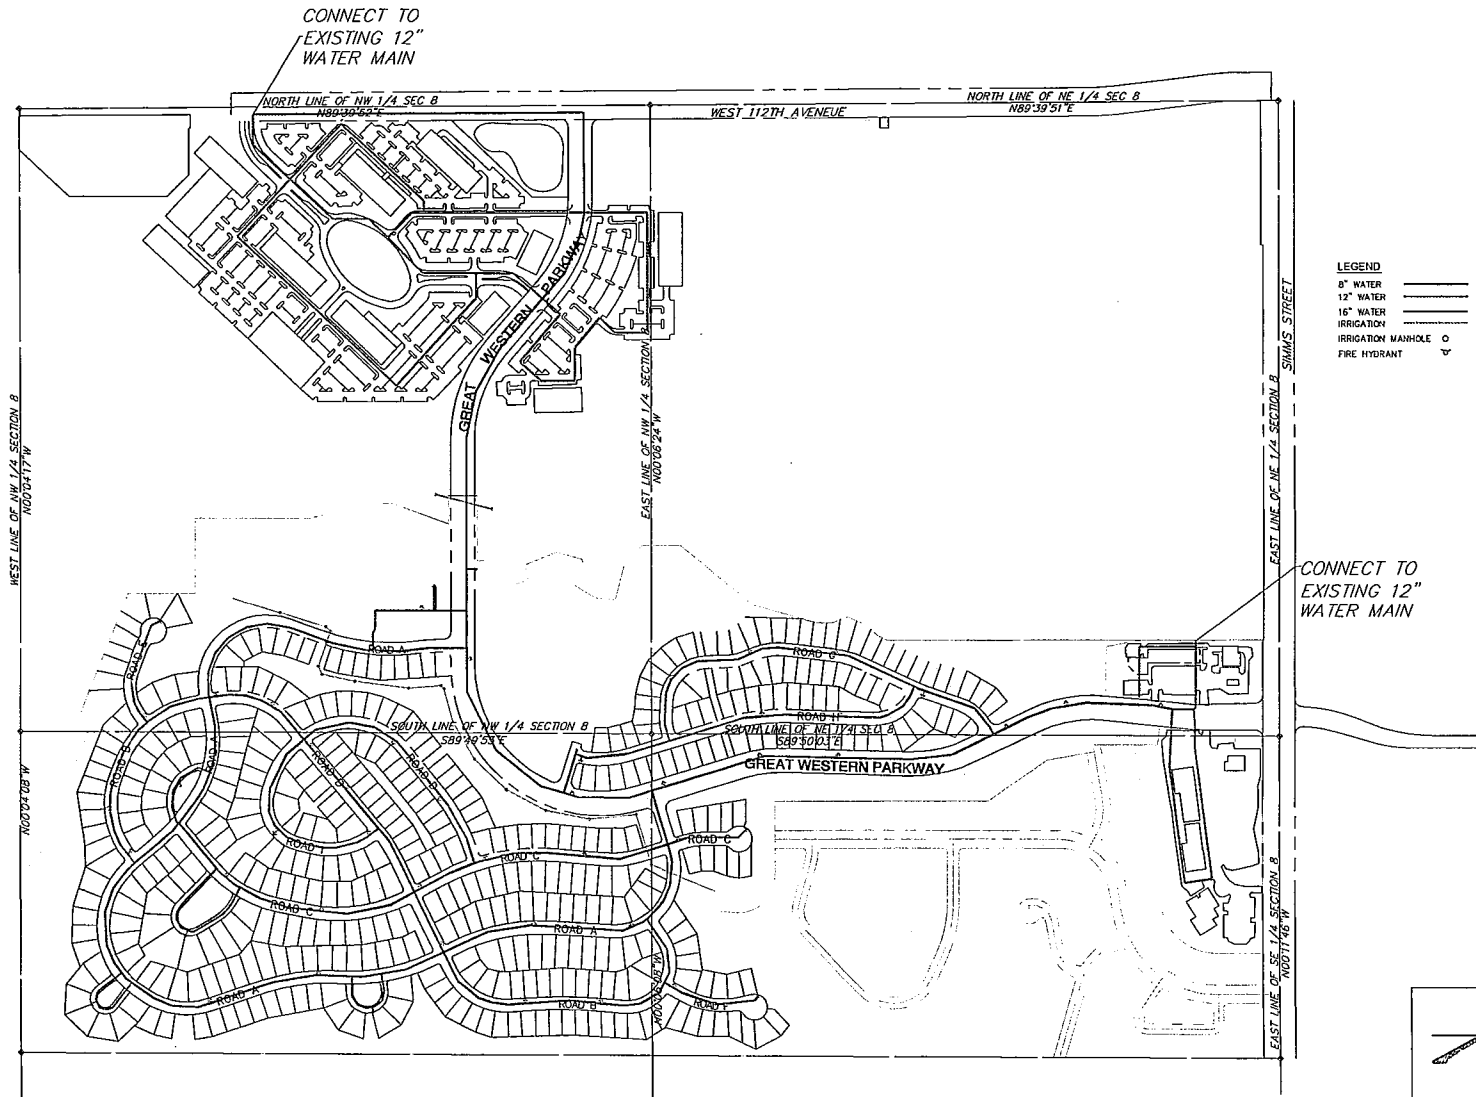 CONNECT TO
EXISTING 12"
WATER MAIN
NORTH LINE OF NW 1/4 SEC 8
N89°39'52"E
WEST 112TH AVENEUE
NORTH LINE OF NE 1/4 SEC 8
N89°39'51"E
SIMMS STREET
LEGEND
8" WATER
12" WATER
16" WATER
IRRIGATION
IRRIGATION MANHOLE
FIRE HYDRANT
GREAT WESTERN PARKWAY
WEST LINE OF NW 1/4 SECTION 8
N00°04'17"W
EAST LINE OF NW 1/4 SECTION 8
N00°06'24"W
EAST LINE OF NE 1/4 SECTION 8
CONNECT TO
EXISTING 12"
WATER MAIN
ROAD A
ROAD G
ROAD H
SOUTH LINE OF NW 1/4 SECTION 8
S89°49'53"E
SOUTH LINE OF NE 1/4 SEC 8
S89°50'03"E
GREAT WESTERN PARKWAY
N00°04'08"W
ROAD B
ROAD A
ROAD D
ROAD D
ROAD I
ROAD C
ROAD C
ROAD C
ROAD A
ROAD A
ROAD B
ROAD F
EAST LINE OF SE 1/4 SECTION 8
N00°11'46"W